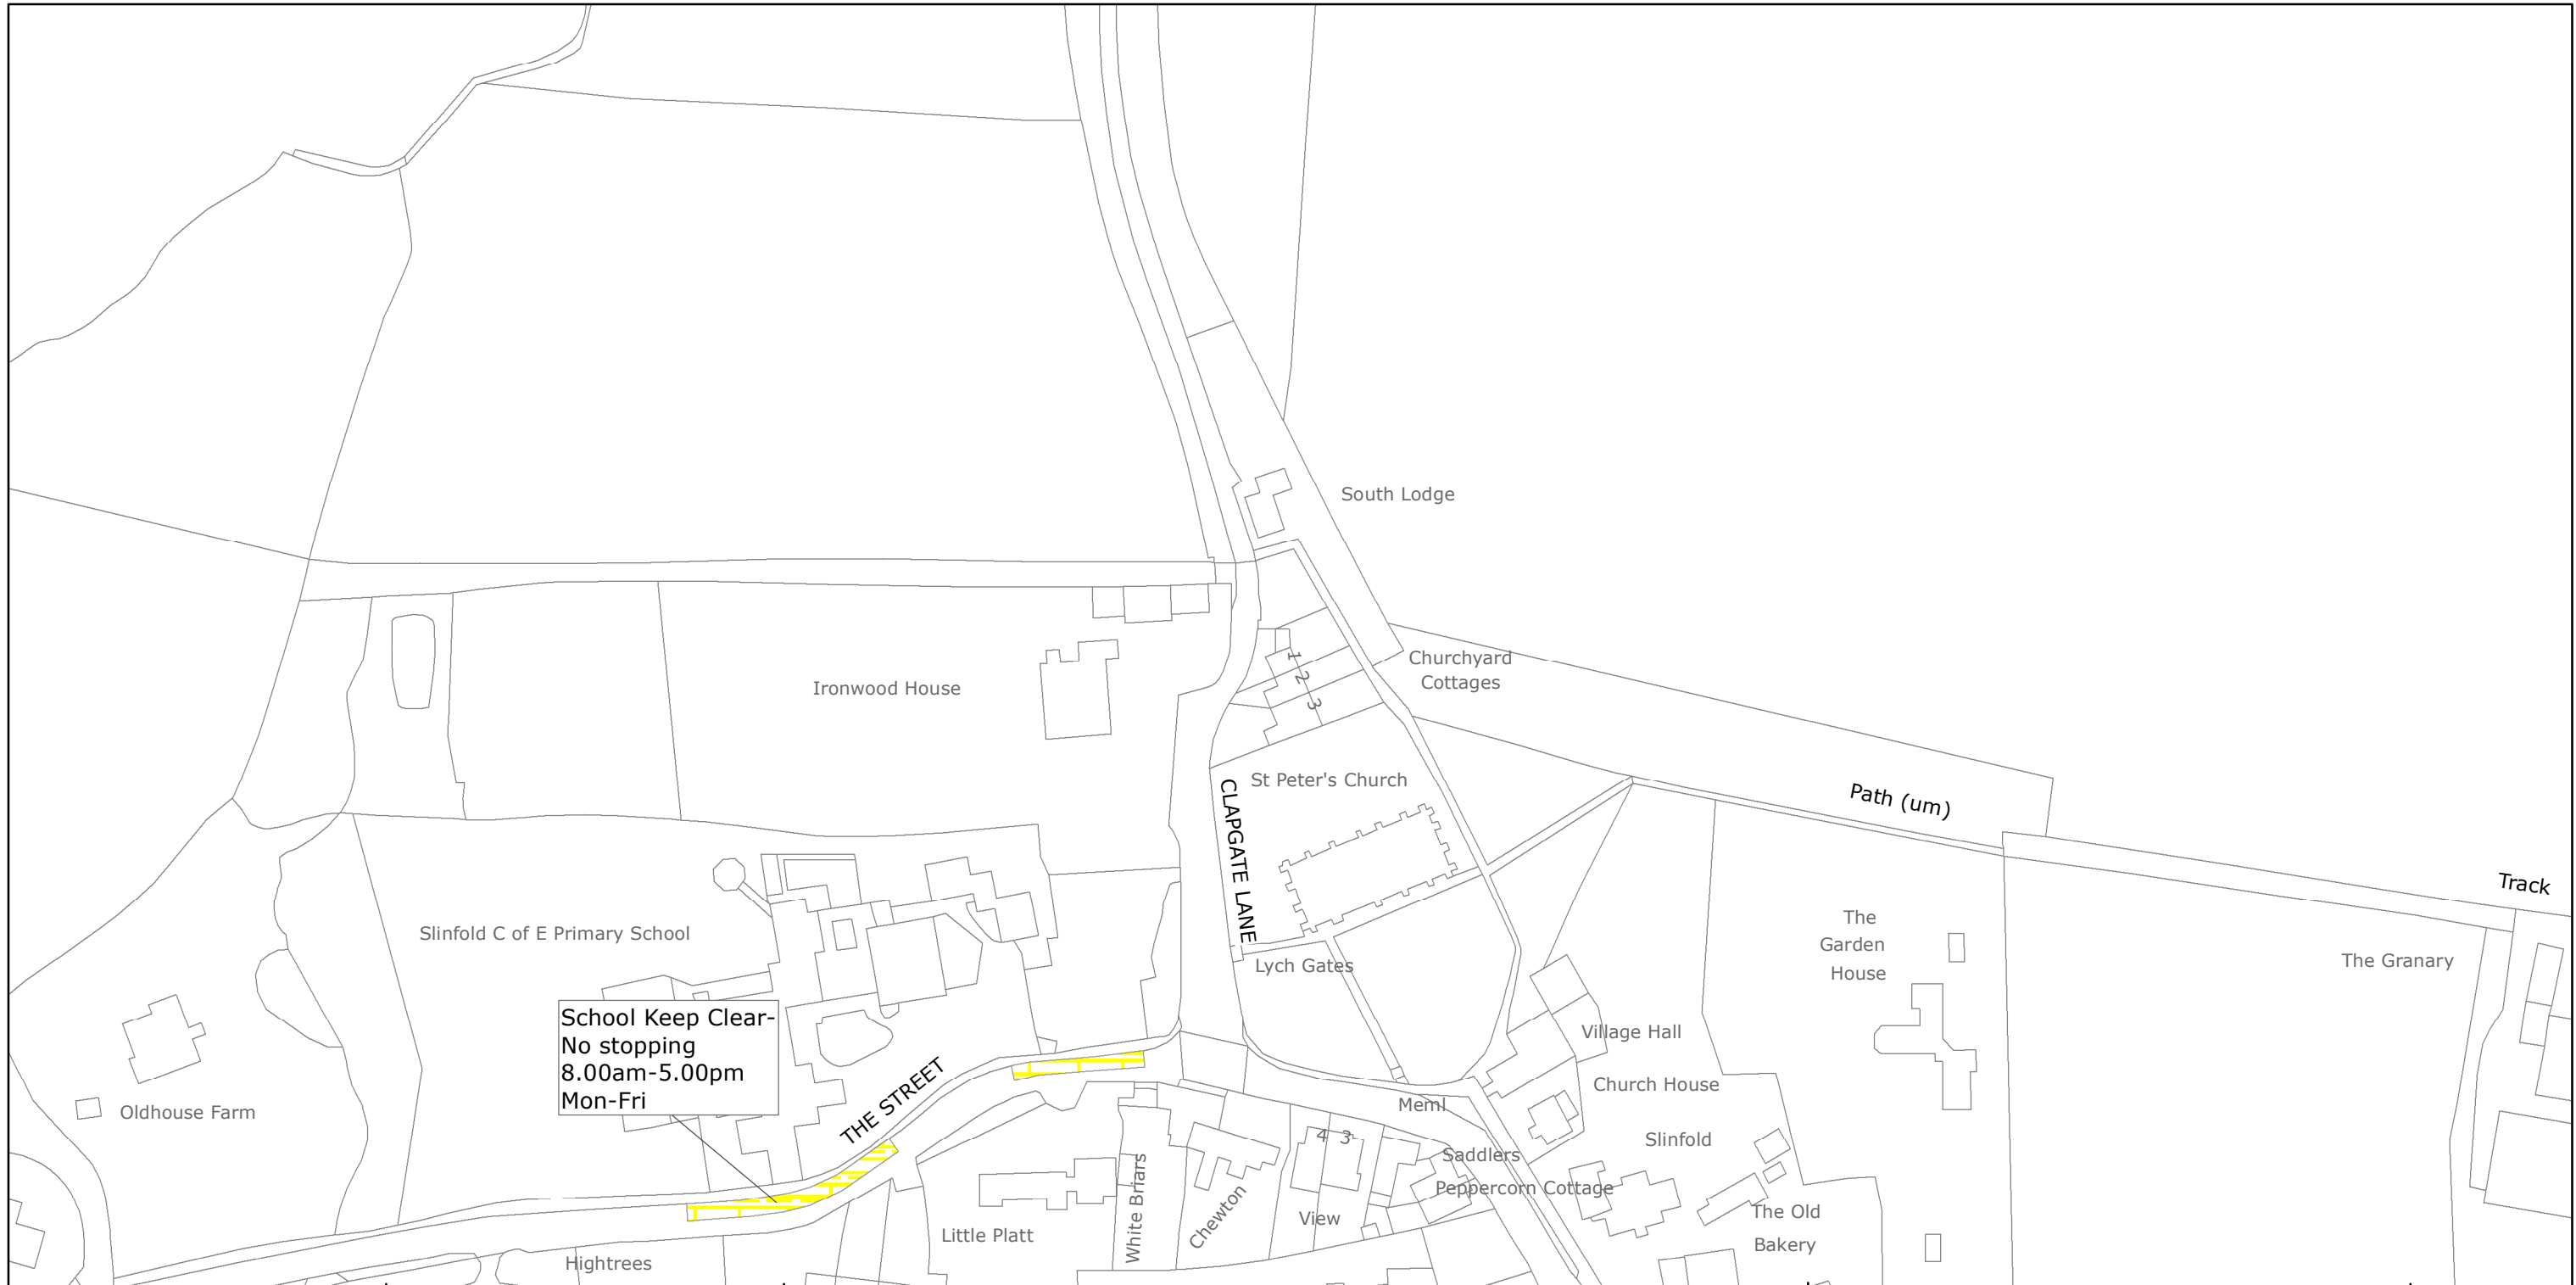 South Lodge
Churchyard
Cottages
1
2
3
Ironwood House
St Peter's Church
CLAPGATE LANE
Path (um)
Track
Slinfold C of E Primary School
The
Garden
House
The Granary
Lych Gates
School Keep Clear-
No stopping
8.00am-5.00pm
Mon-Fri
Village Hall
THE STREET
Church House
Oldhouse Farm
Meml
4 3
Slinfold
Saddlers
Peppercorn Cottage
White Briars
Chewton
View
The Old
Bakery
Little Platt
Hightrees